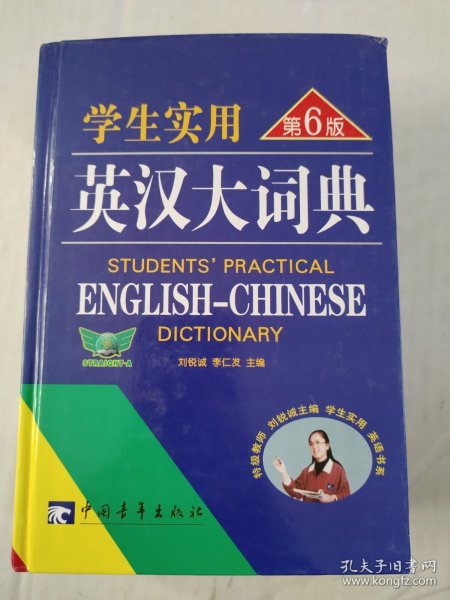 学生实用
第6版
英汉大词典
STUDENTS' PRACTICAL
ENGLISH-CHINESE
DICTIONARY
STRAIGHT-A
刘锐诚 李仁发 主编
特级教师 刘锐诚主编 学生实用 英语书系
中国青年出版社
孔夫子旧书网
www.kongfz.com